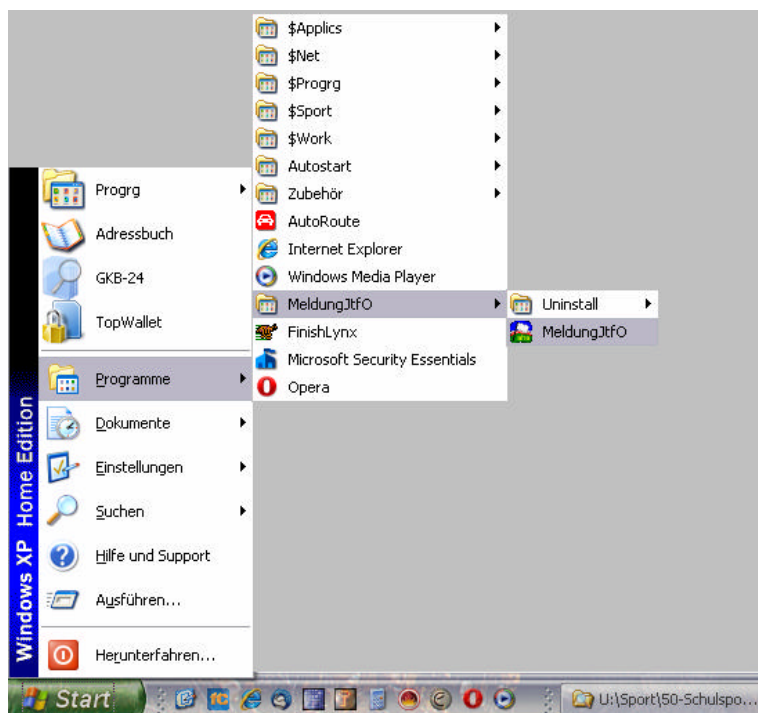 $Applics
$Net
$Progrg
$Sport
$Work
Autostart
Zubehör
AutoRoute
Internet Explorer
Windows Media Player
MeldungJtfO
FinishLynx
Microsoft Security Essentials
Opera
Uninstall
MeldungJtfO
Progrg
Adressbuch
GKB-24
TopWallet
Programme
Dokumente
Einstellungen
Suchen
Hilfe und Support
Ausführen...
Herunterfahren...
Windows XP Home Edition
Start
U:\Sport\50-Schulspo...